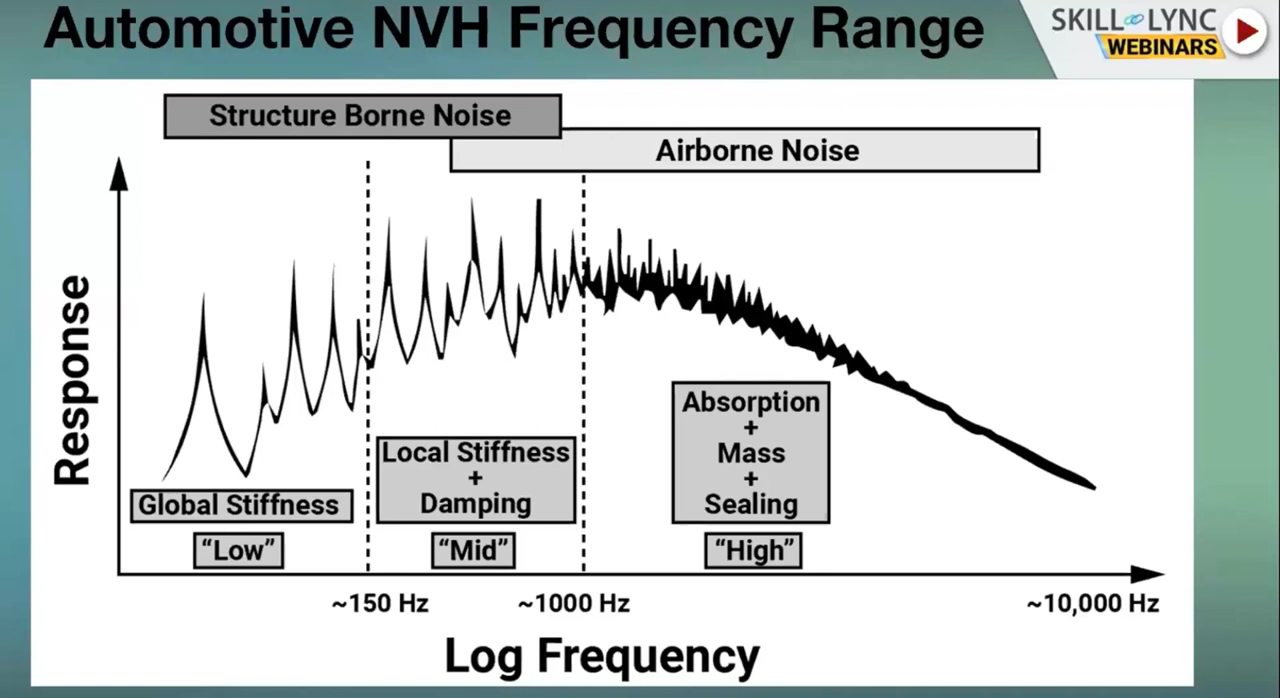 Automotive NVH Frequency Range
SKILL LYNC
WEBINARS
Structure Borne Noise
Airborne Noise
Response
Absorption
+
Mass
+
Sealing
Local Stiffness
+
Damping
Global Stiffness
“Low”
“Mid”
“High”
~150 Hz
~1000 Hz
~10,000 Hz
Log Frequency